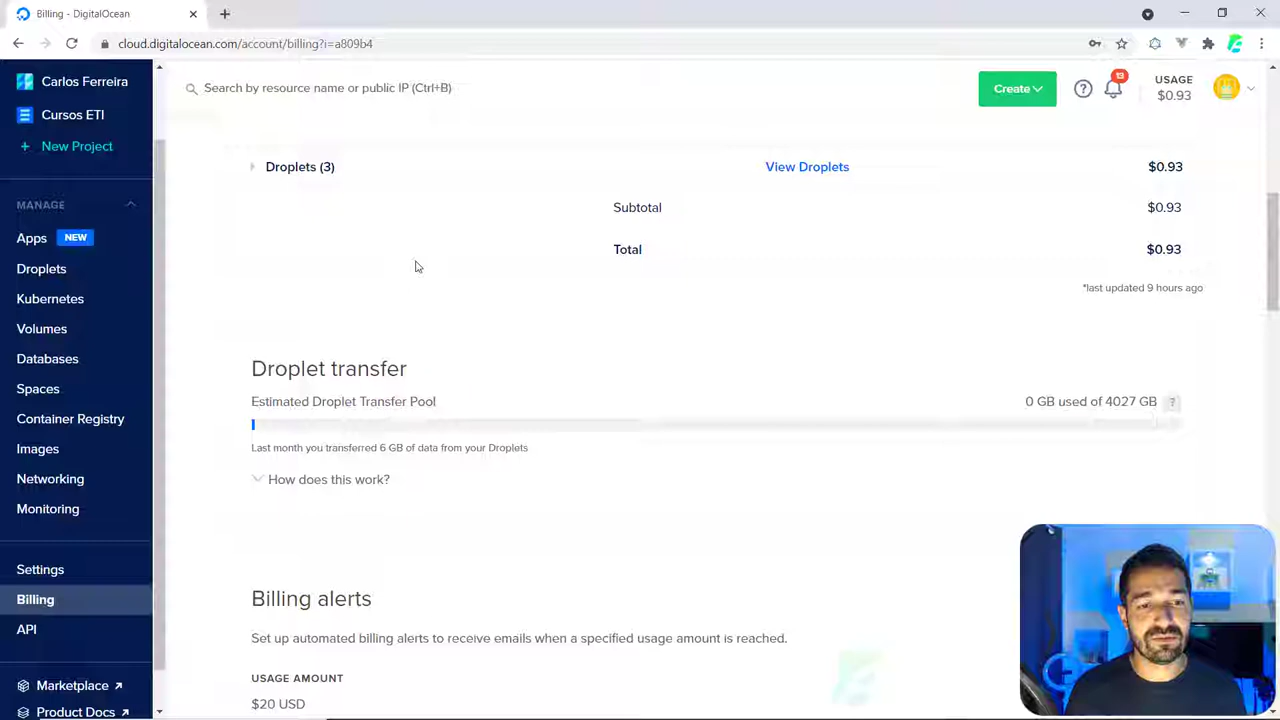 Billing - DigitalOcean
cloud.digitalocean.com/account/billing?i=a809b4
Carlos Ferreira
Cursos ETI
+ New Project
MANAGE
Apps NEW
Droplets
Kubernetes
Volumes
Databases
Spaces
Container Registry
Images
Networking
Monitoring
Settings
Billing
API
Marketplace
Product Docs
Search by resource name or public IP (Ctrl+B)
Create
?
13
USAGE
$0.93
Droplets (3) View Droplets $0.93
Subtotal $0.93
Total $0.93
*last updated 9 hours ago
Droplet transfer
Estimated Droplet Transfer Pool 0 GB used of 4027 GB ?
Last month you transferred 6 GB of data from your Droplets
How does this work?
Billing alerts
Set up automated billing alerts to receive emails when a specified usage amount is reached.
USAGE AMOUNT
$20 USD